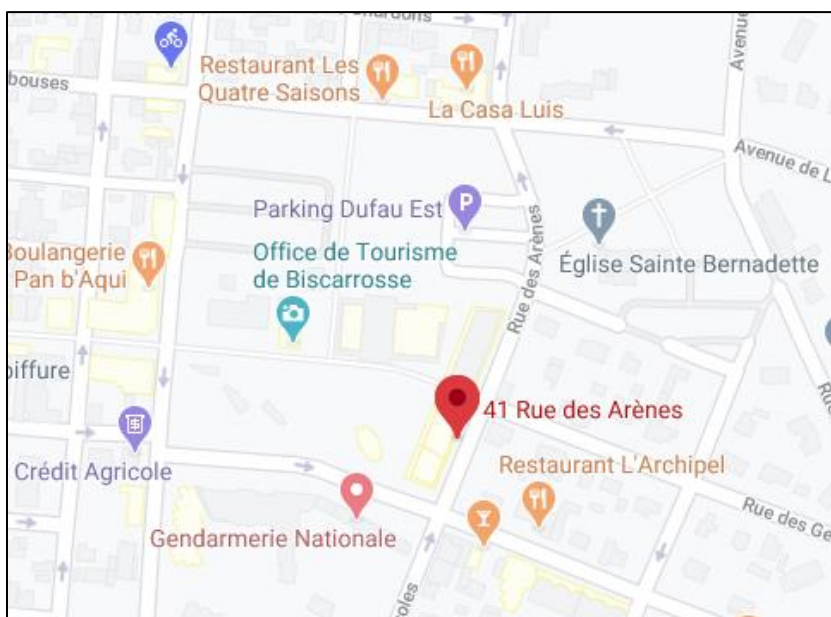 bouses
Restaurant Les
Quatre Saisons
La Casa Luis
Avenue
Avenue de L
Parking Dufau Est
P
Boulangerie
Pan b'Aqui
Office de Tourisme
de Biscarrosse
Église Sainte Bernadette
Rue des Arènes
oiffure
41 Rue des Arènes
Crédit Agricole
Restaurant L'Archipel
Gendarmerie Nationale
Rue des Ge
oles
Rue